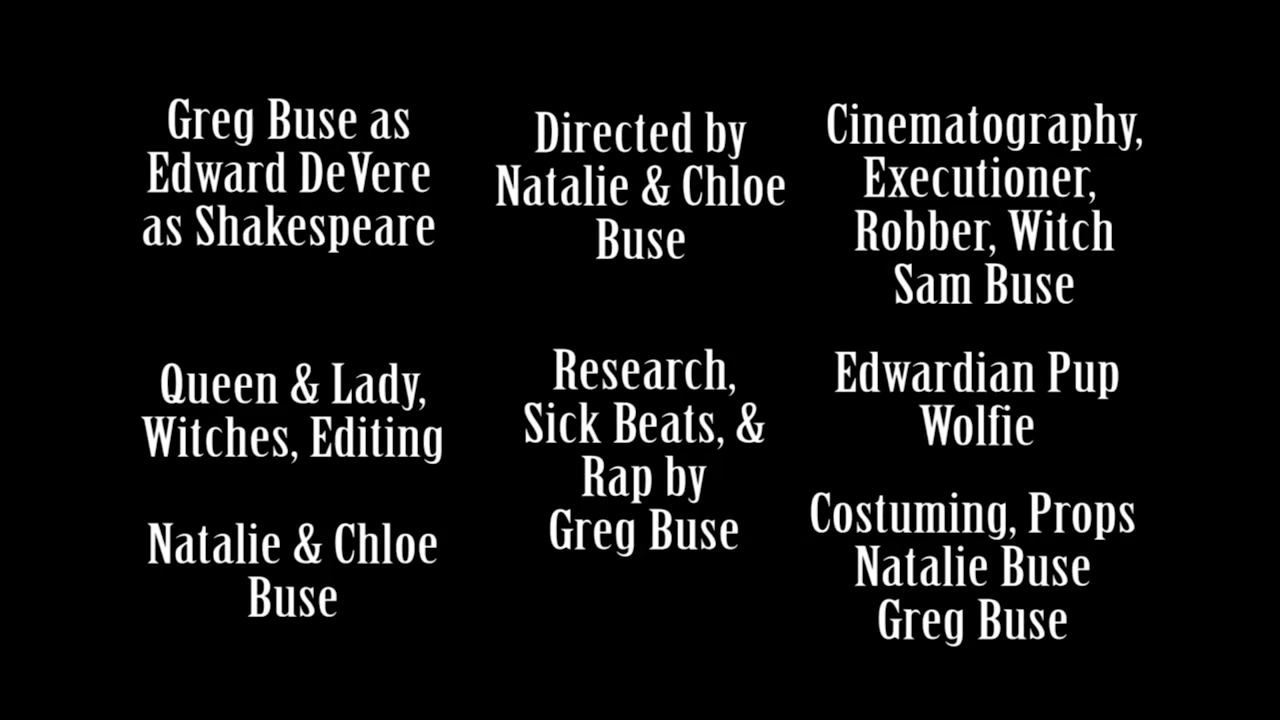 Greg Buse as
Edward DeVere
as Shakespeare
Directed by
Natalie & Chloe
Buse
Cinematography,
Executioner,
Robber, Witch
Sam Buse
Queen & Lady,
Witches, Editing
Natalie & Chloe
Buse
Research,
Sick Beats, &
Rap by
Greg Buse
Edwardian Pup
Wolfie
Costuming, Props
Natalie Buse
Greg Buse